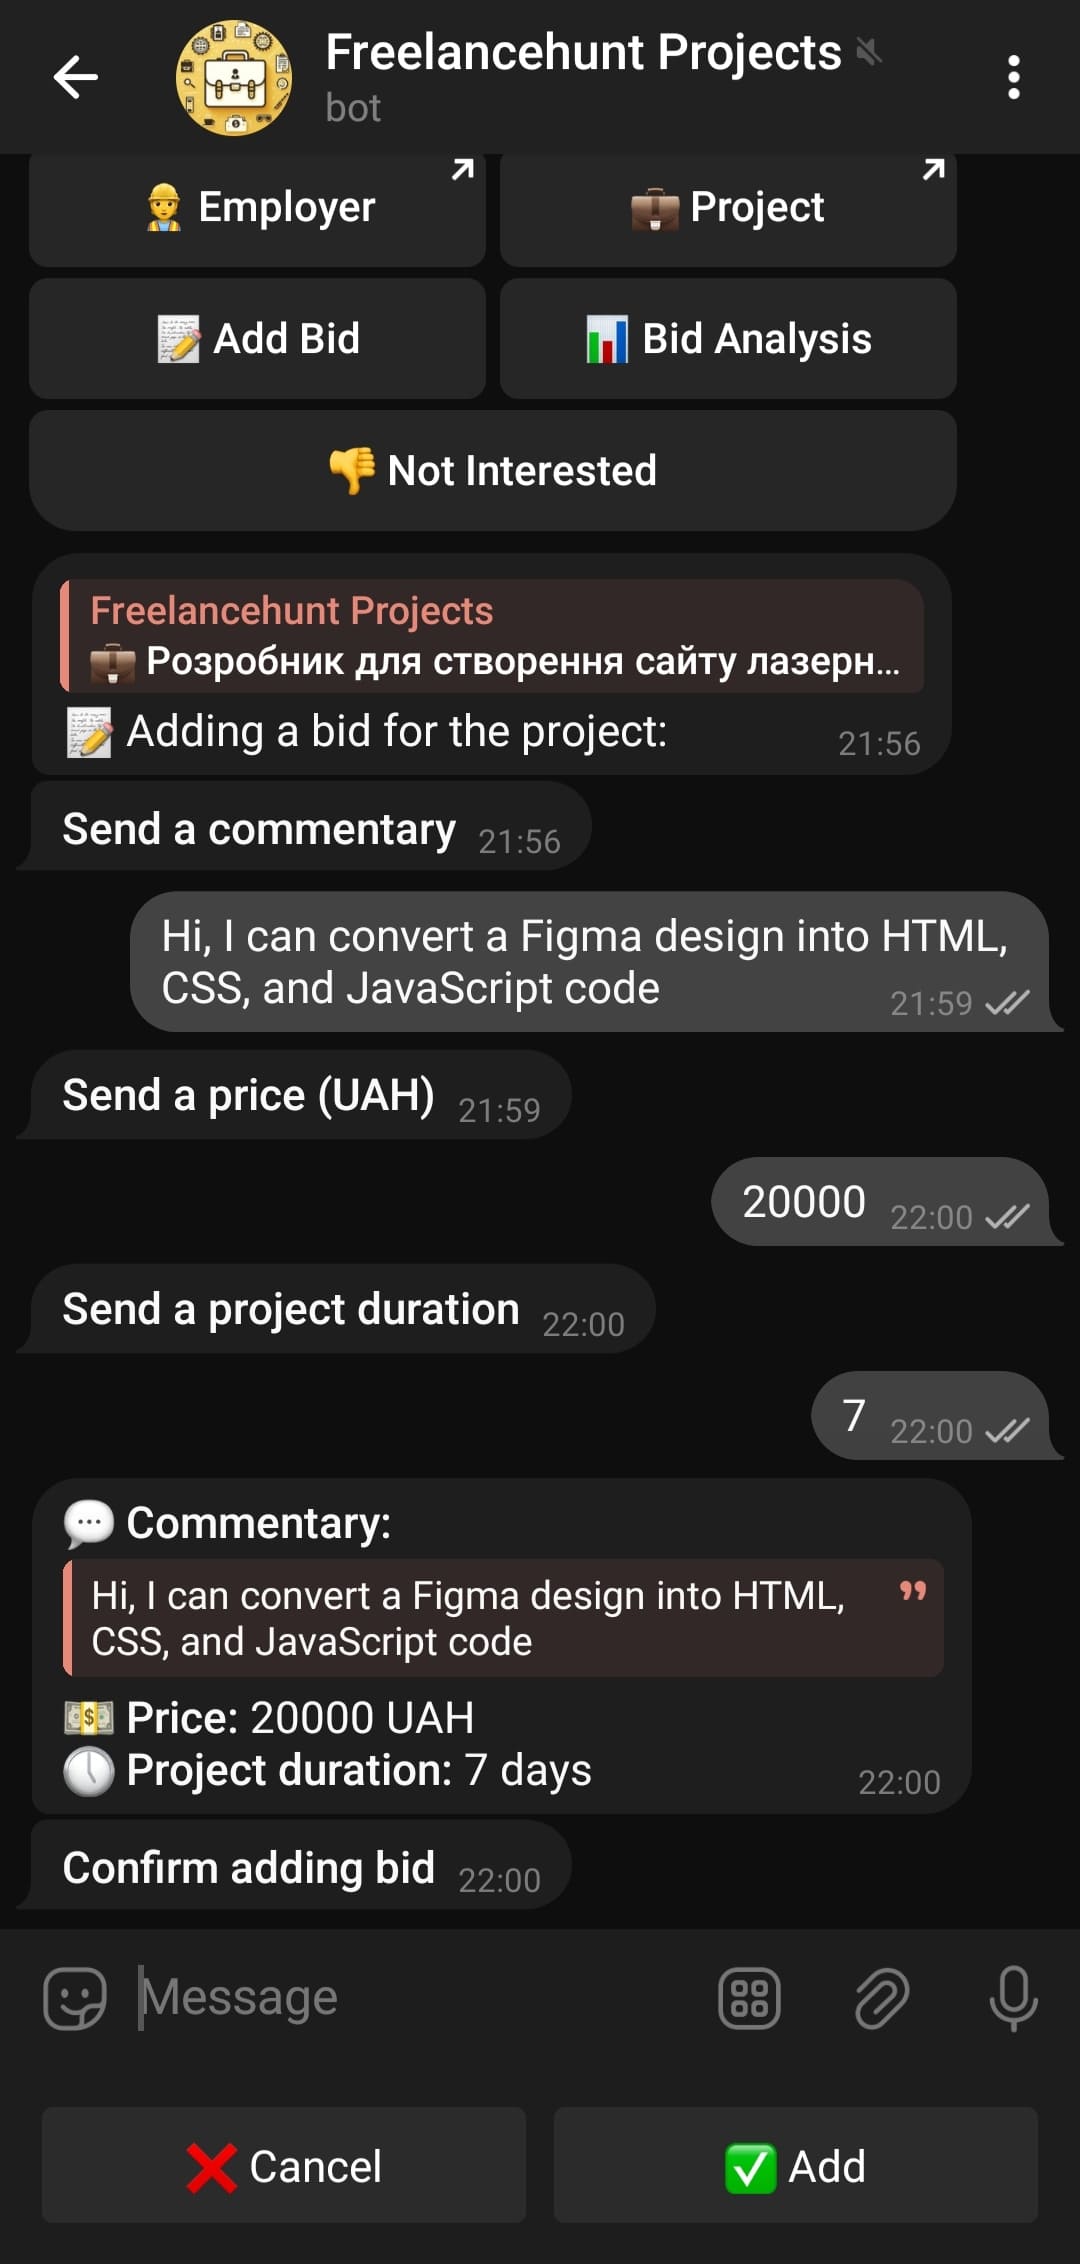 Freelancehunt Projects
bot
Employer
Project
Add Bid
Bid Analysis
Not Interested
Freelancehunt Projects
Розробник для створення сайту лазерн...
Adding a bid for the project:
21:56
Send a commentary 21:56
Hi, I can convert a Figma design into HTML,
CSS, and JavaScript code
21:59
Send a price (UAH) 21:59
20000 22:00
Send a project duration 22:00
7 22:00
Commentary:
Hi, I can convert a Figma design into HTML,
CSS, and JavaScript code
Price: 20000 UAH
Project duration: 7 days
22:00
Confirm adding bid 22:00
Message
Cancel
Add